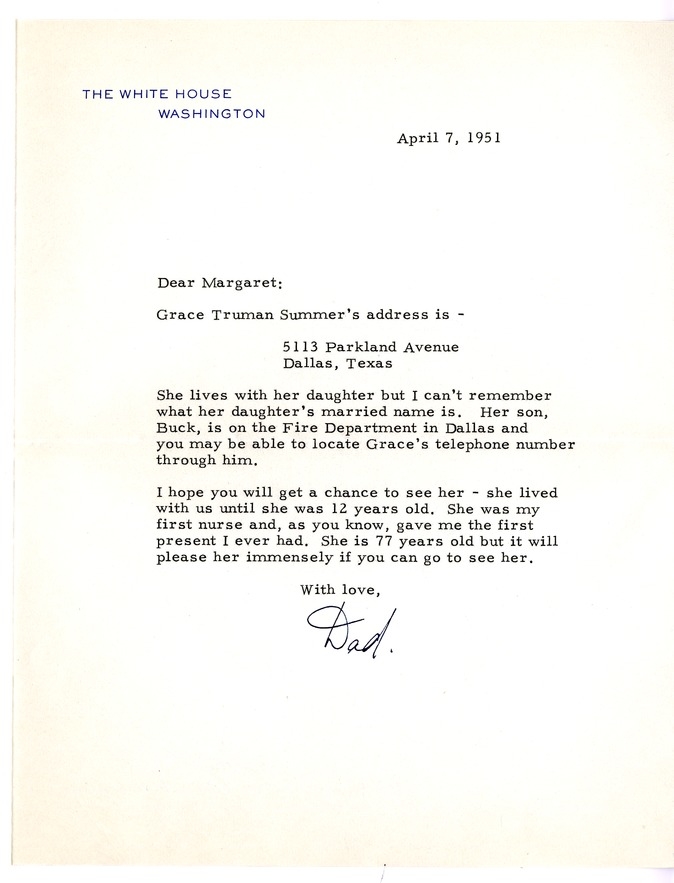 THE WHITE HOUSE
WASHINGTON
April 7, 1951
Dear Margaret:
Grace Truman Summer's address is -
5113 Parkland Avenue
Dallas, Texas
She lives with her daughter but I can't remember
what her daughter's married name is. Her son,
Buck, is on the Fire Department in Dallas and
you may be able to locate Grace's telephone number
through him.
I hope you will get a chance to see her - she lived
with us until she was 12 years old. She was my
first nurse and, as you know, gave me the first
present I ever had. She is 77 years old but it will
please her immensely if you can go to see her.
With love,
Dad.